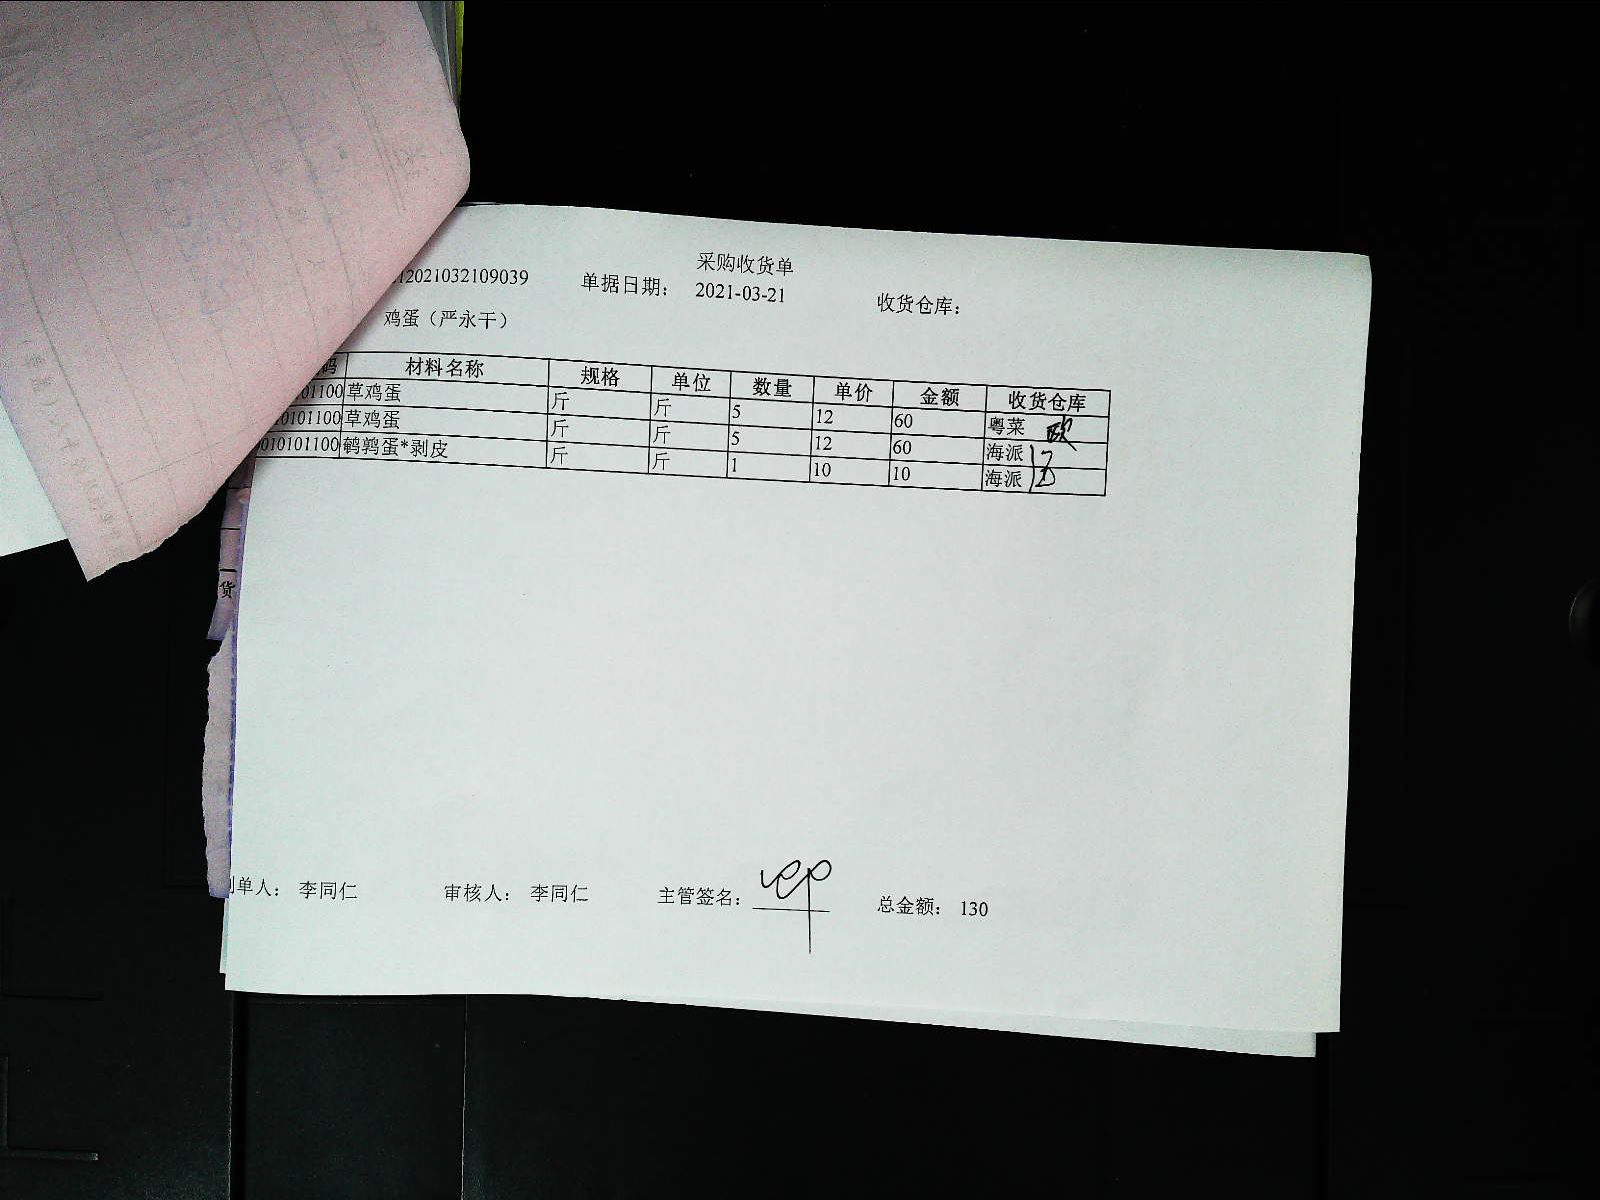 采购收货单
12021032109039 单据日期： 2021-03-21 收货仓库：
鸡蛋（严永干）
码 材料名称 规格 单位 数量 单价 金额 收货仓库
01100 草鸡蛋 斤 斤 5 12 60 粤菜
0101100 草鸡蛋 斤 斤 5 12 60 海派
010101100 鹌鹑蛋*剥皮 斤 斤 1 10 10 海派
货
单人： 李同仁 审核人： 李同仁 主管签名： 总金额： 130